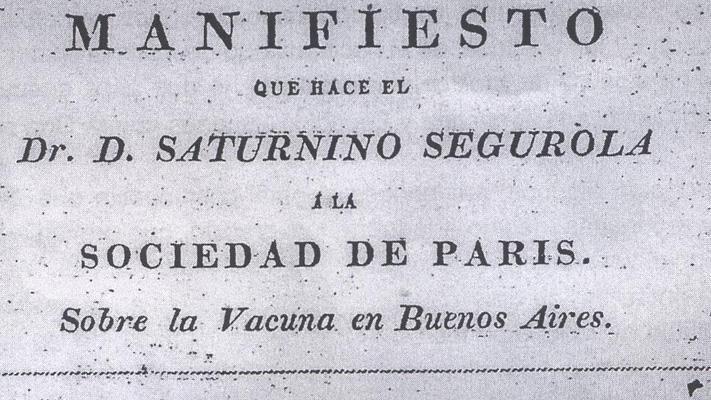 MANIFIESTO
QUE HACE EL
Dr. D. SATURNINO SEGUROLA
Á LA
SOCIEDAD DE PARIS.
Sobre la Vacuna en Buenos Aires.